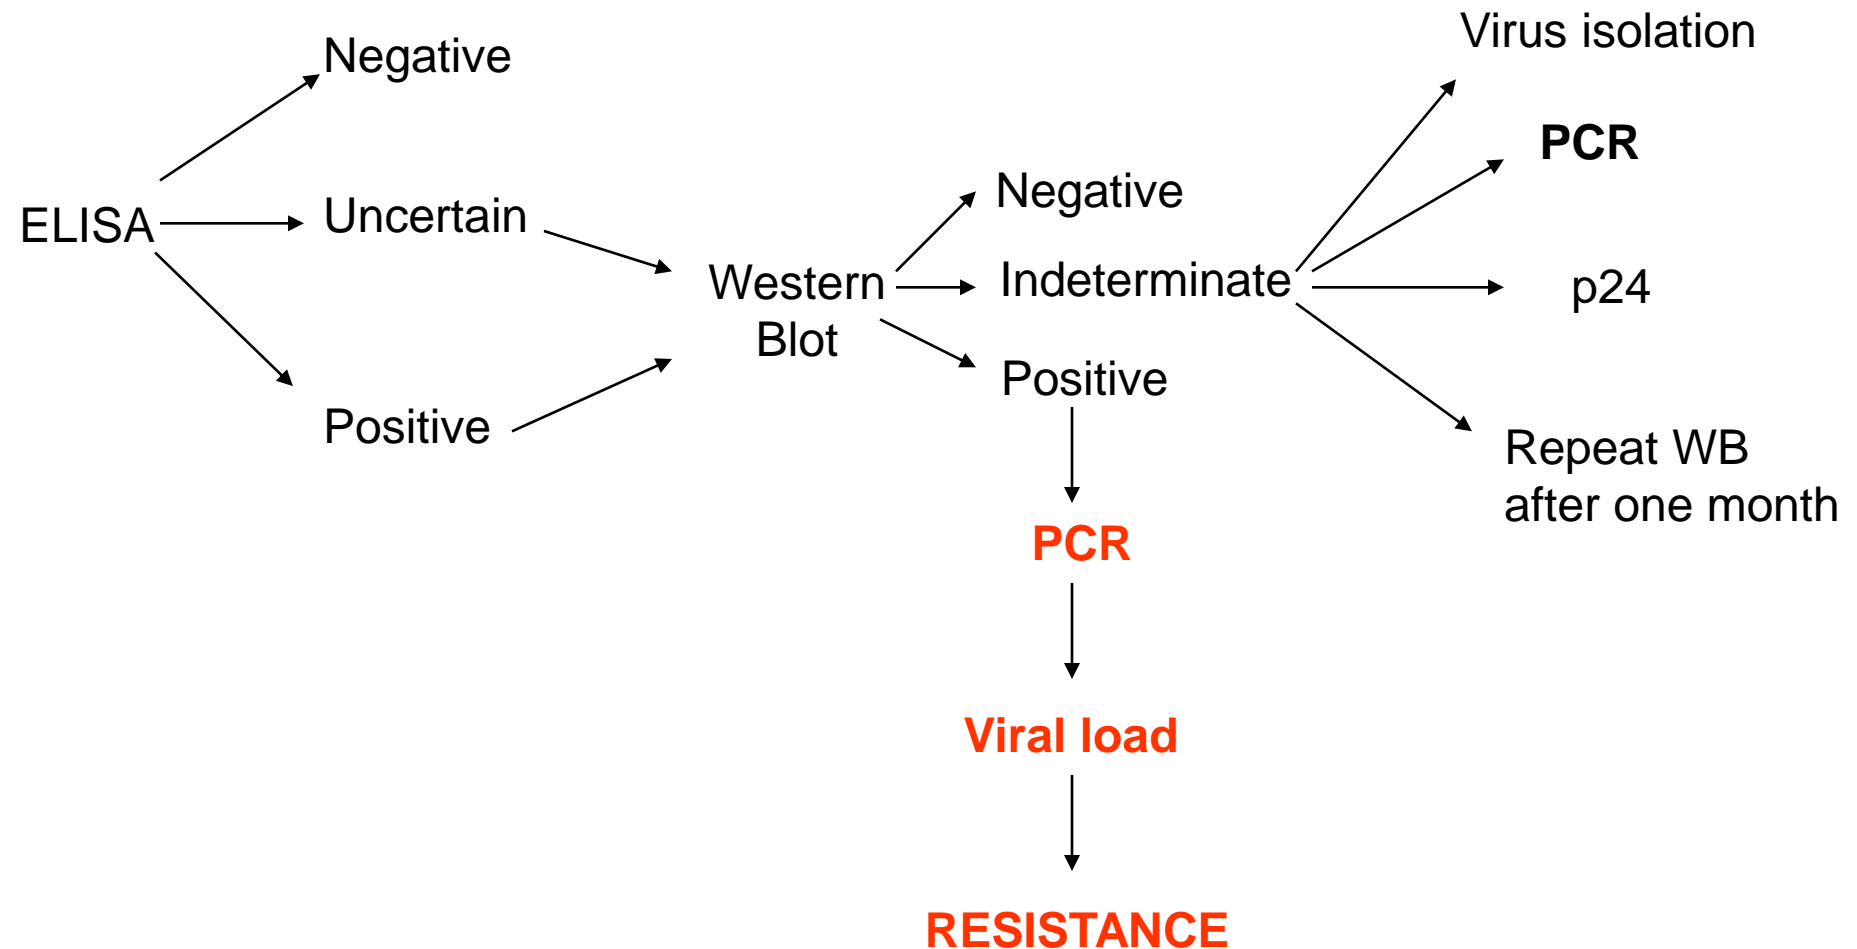 Negative
ELISA
Uncertain
Positive
Western
Blot
Negative
Indeterminate
Positive
Virus isolation
PCR
p24
Repeat WB
after one month
PCR
Viral load
RESISTANCE